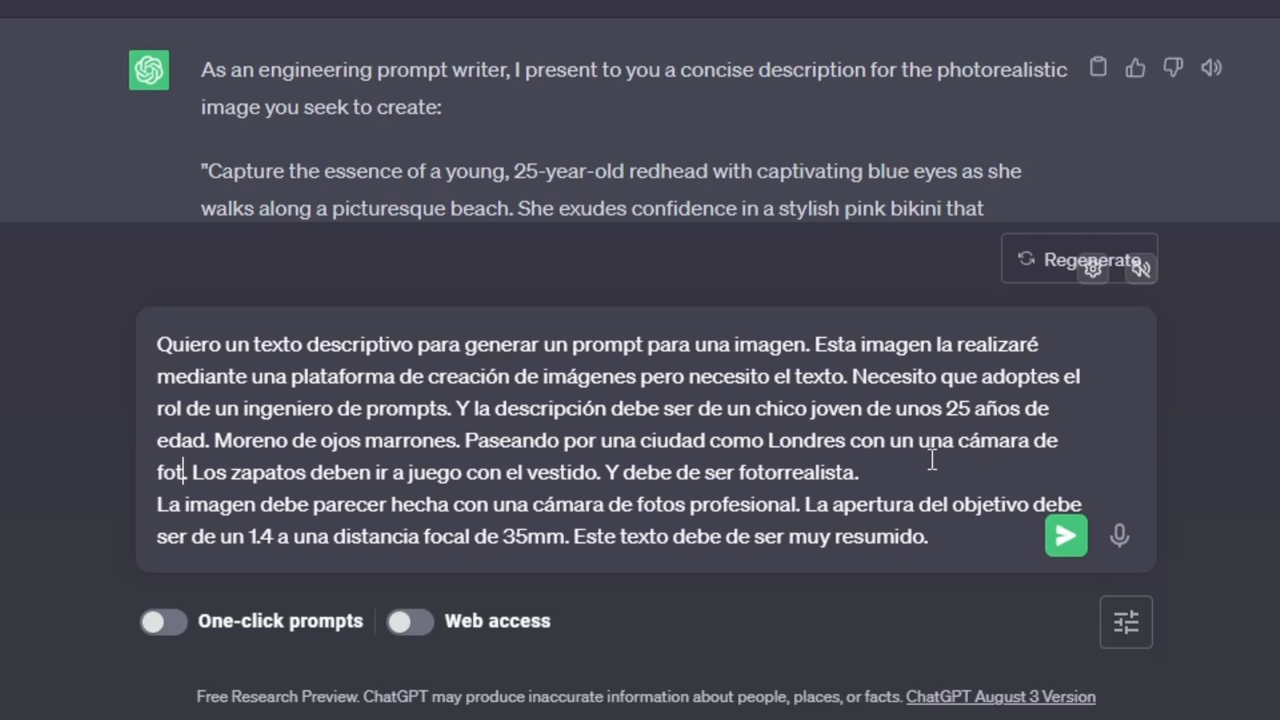 As an engineering prompt writer, I present to you a concise description for the photorealistic
image you seek to create:
"Capture the essence of a young, 25-year-old redhead with captivating blue eyes as she
walks along a picturesque beach. She exudes confidence in a stylish pink bikini that
Regenerate
Quiero un texto descriptivo para generar un prompt para una imagen. Esta imagen la realizaré
mediante una plataforma de creación de imágenes pero necesito el texto. Necesito que adoptes el
rol de un ingeniero de prompts. Y la descripción debe ser de un chico joven de unos 25 años de
edad. Moreno de ojos marrones. Paseando por una ciudad como Londres con un una cámara de
fot. Los zapatos deben ir a juego con el vestido. Y debe de ser fotorrealista.
La imagen debe parecer hecha con una cámara de fotos profesional. La apertura del objetivo debe
ser de un 1.4 a una distancia focal de 35mm. Este texto debe de ser muy resumido.
One-click prompts
Web access
Free Research Preview. ChatGPT may produce inaccurate information about people, places, or facts. ChatGPT August 3 Version